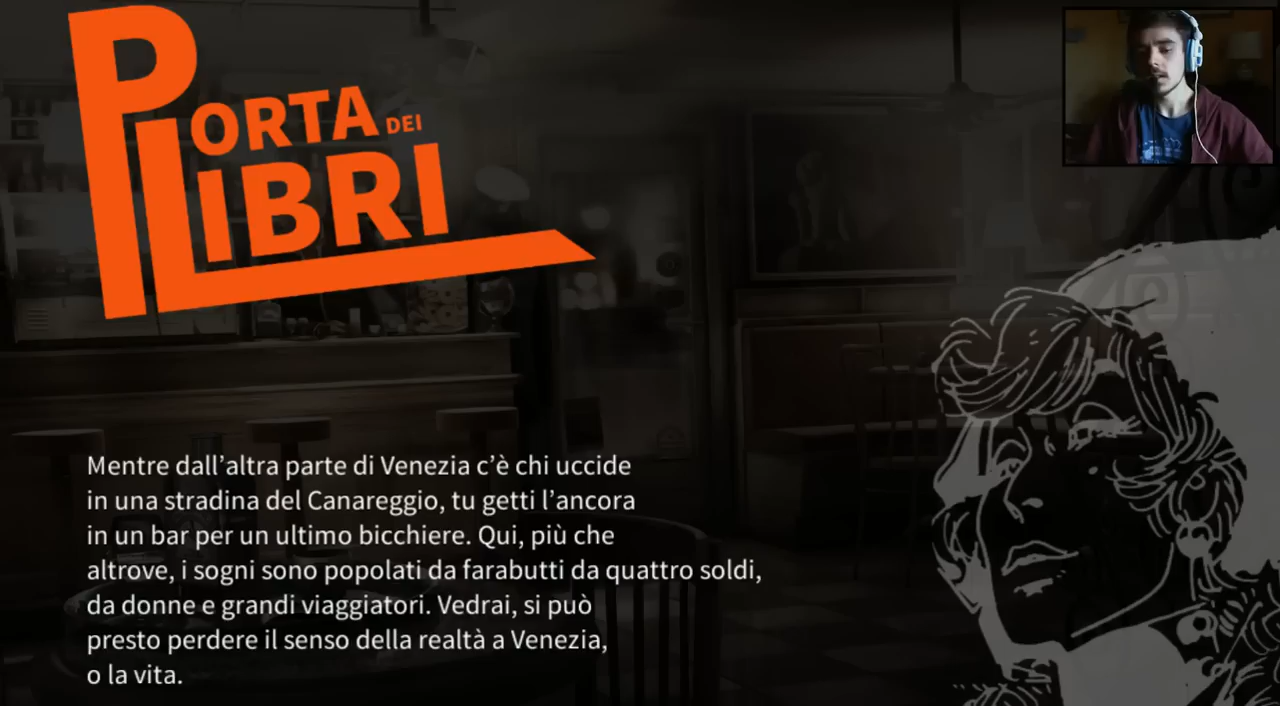 PORTA DEI
LIBRI
Mentre dall’altra parte di Venezia c’è chi uccide
in una stradina del Canareggio, tu getti l’ancora
in un bar per un ultimo bicchiere. Qui, più che
altrove, i sogni sono popolati da farabutti da quattro soldi,
da donne e grandi viaggiatori. Vedrai, si può
presto perdere il senso della realtà a Venezia,
o la vita.